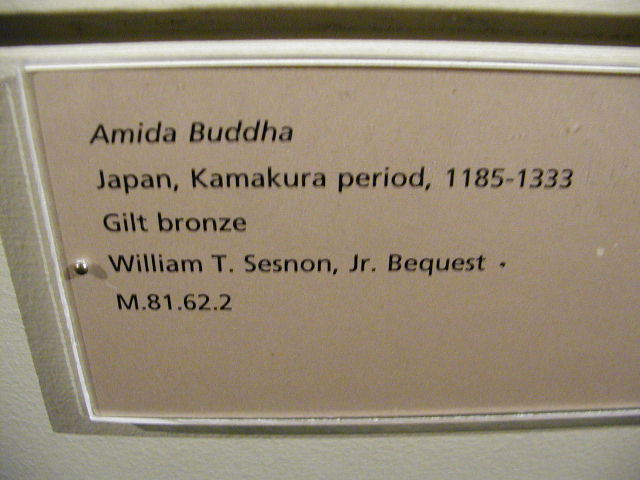 Amida Buddha
Japan, Kamakura period, 1185-1333
Gilt bronze
William T. Sesnon, Jr. Bequest
M.81.62.2